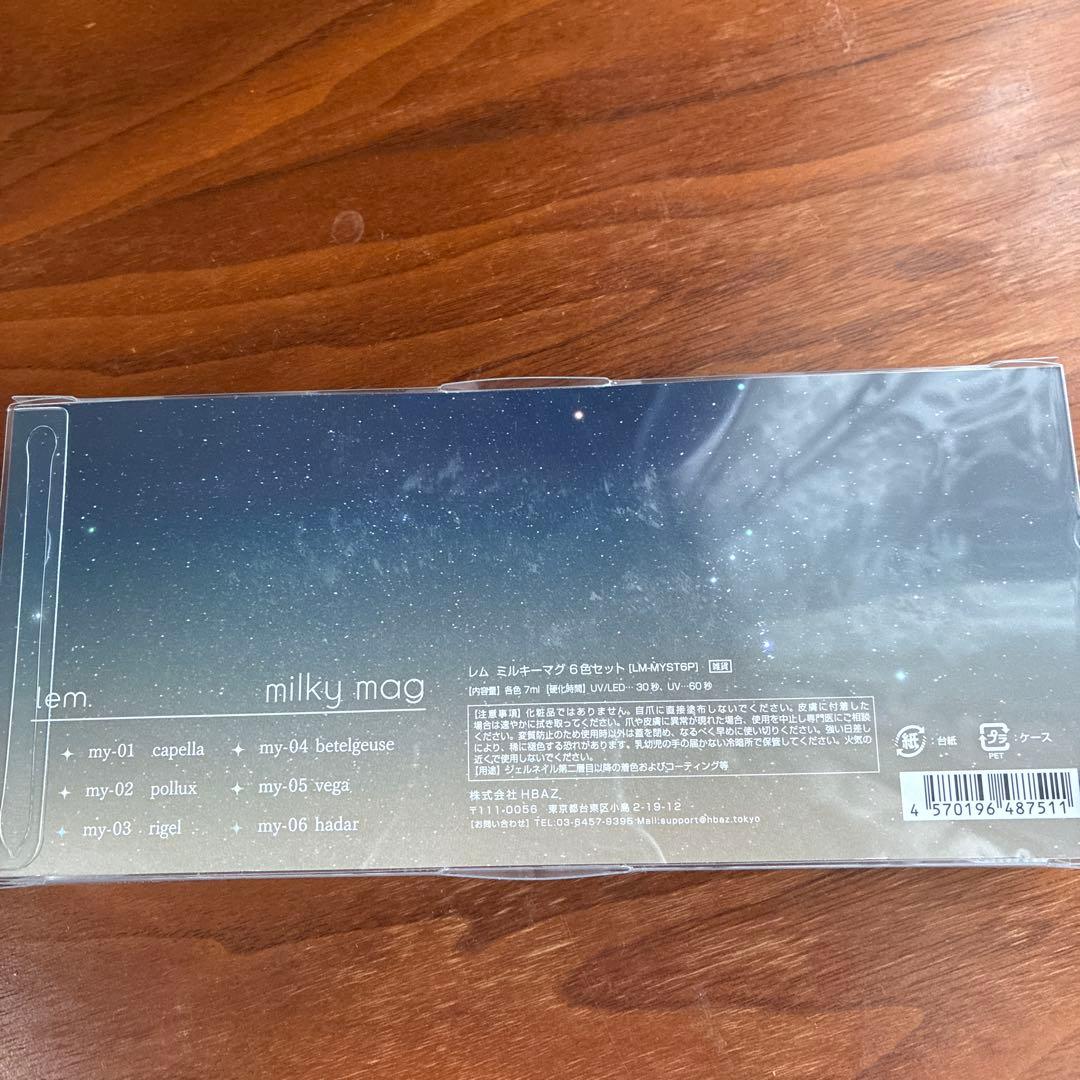 lem.
milky mag
my-01 capella
my-02 pollux
my-03 rigel
my-04 betelgeuse
my-05 vega
my-06 hadar
レム ミルキーマグ 6色セット [LM-MYST6P] 雑貨
【内容量】各色 7ml 【硬化時間】UV/LED… 30秒、UV…60秒
【注意事項】化粧品ではありません。自爪に直接塗布しないでください。皮膚に付着した
場合は速やかに拭き取ってください。爪や皮膚に異常が現れた場合、使用を中止し専門医にご相談
ください。変質防止のため使用時以外は蓋を閉め、なるべく早めに使い切りください。強い日差し
により、稀に褪色する恐れがあります。乳幼児の手の届かない冷暗所で保管してください。火気の
近くで使用しないでください。
【用途】ジェルネイル第二層目以降の着色およびコーティング等
株式会社 HBAZ
〒111-0056 東京都台東区小島 2-19-12
【お問い合わせ】 TEL:03-6457-9395 Mail:support@hbaz.tokyo
紙 : 台紙
プラ : ケース
PET
4 570196 487511